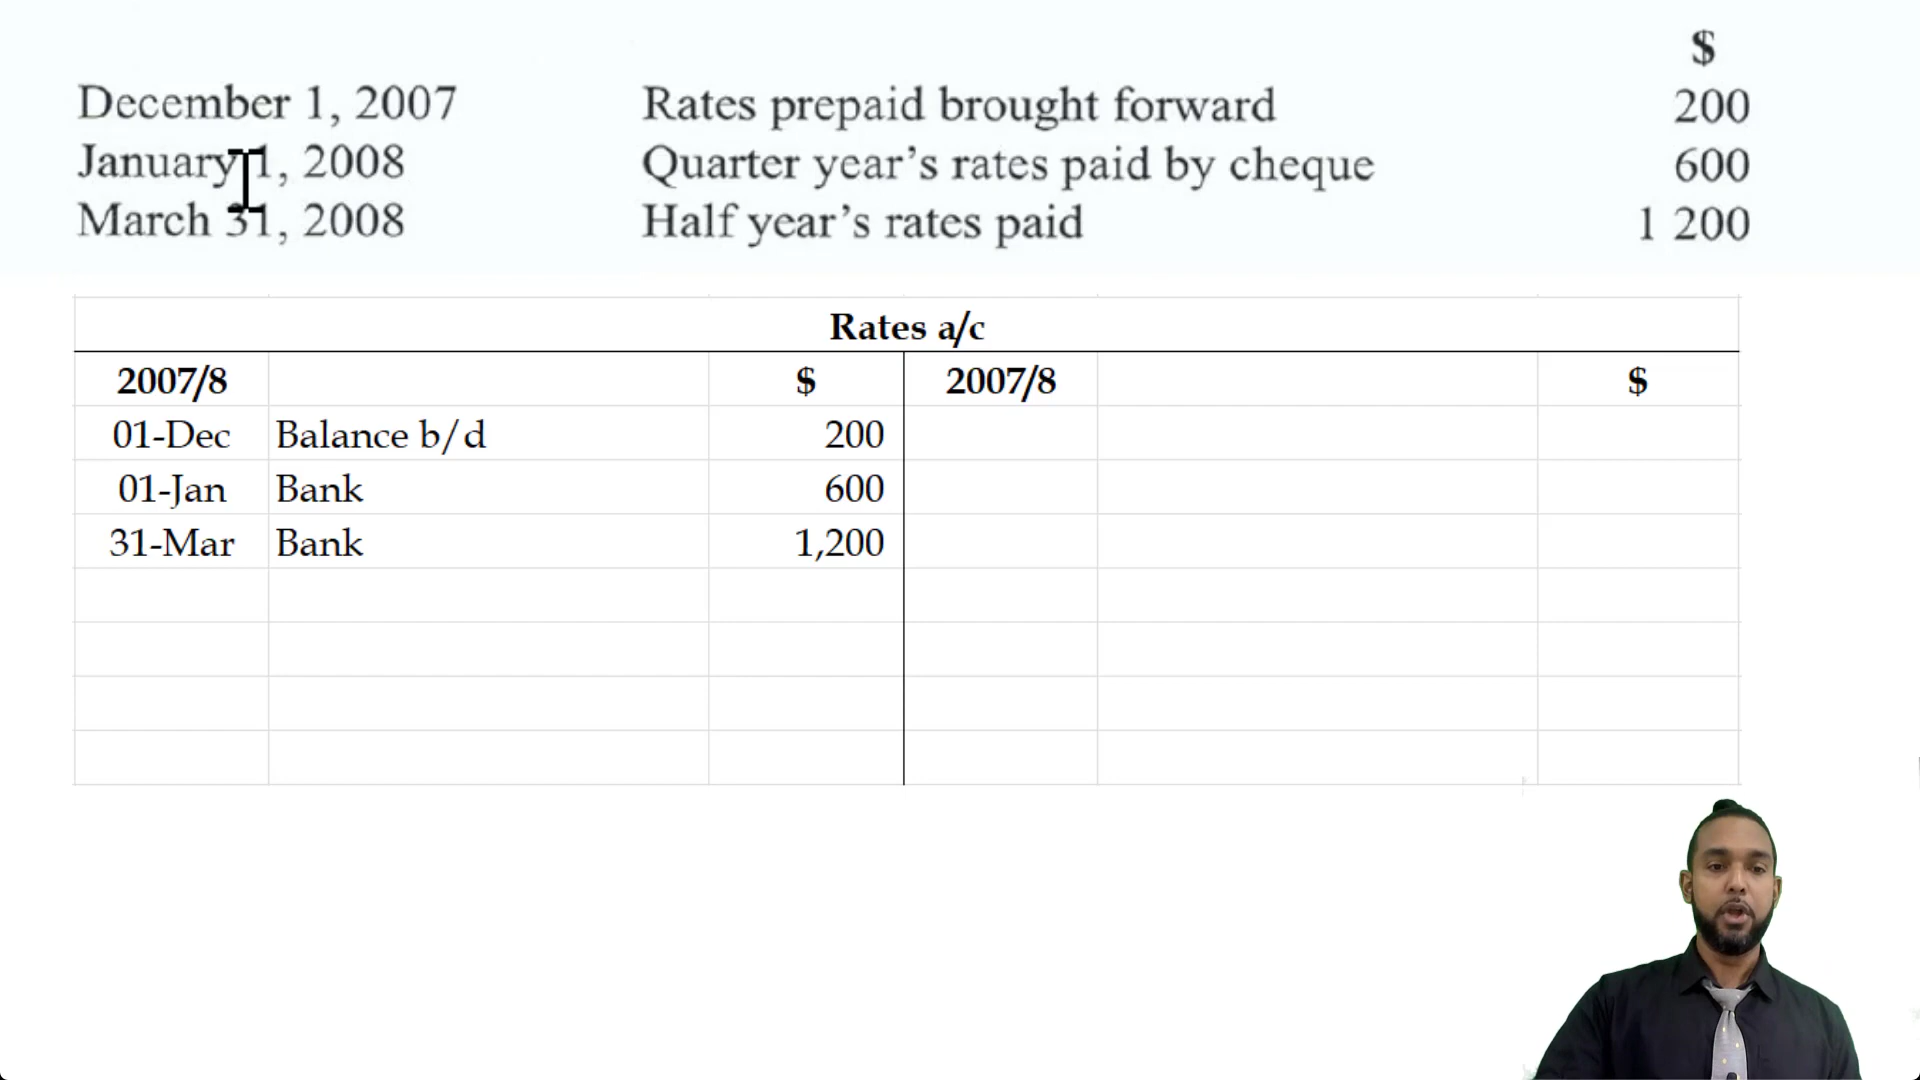 $
December 1, 2007 Rates prepaid brought forward 200
January 1, 2008 Quarter year's rates paid by cheque 600
March 31, 2008 Half year's rates paid 1 200
Rates a/c
2007/8 $ 2007/8 $
01-Dec Balance b/d 200
01-Jan Bank 600
31-Mar Bank 1,200